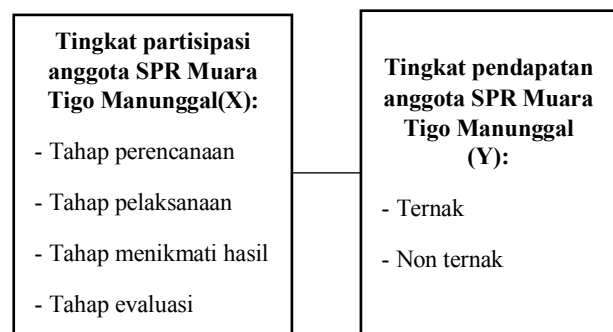 Tingkat partisipasi
anggota SPR Muara
Tigo Manunggal(X):
- Tahap perencanaan
- Tahap pelaksanaan
- Tahap menikmati hasil
- Tahap evaluasi
Tingkat pendapatan
anggota SPR Muara
Tigo Manunggal
(Y):
- Ternak
- Non ternak